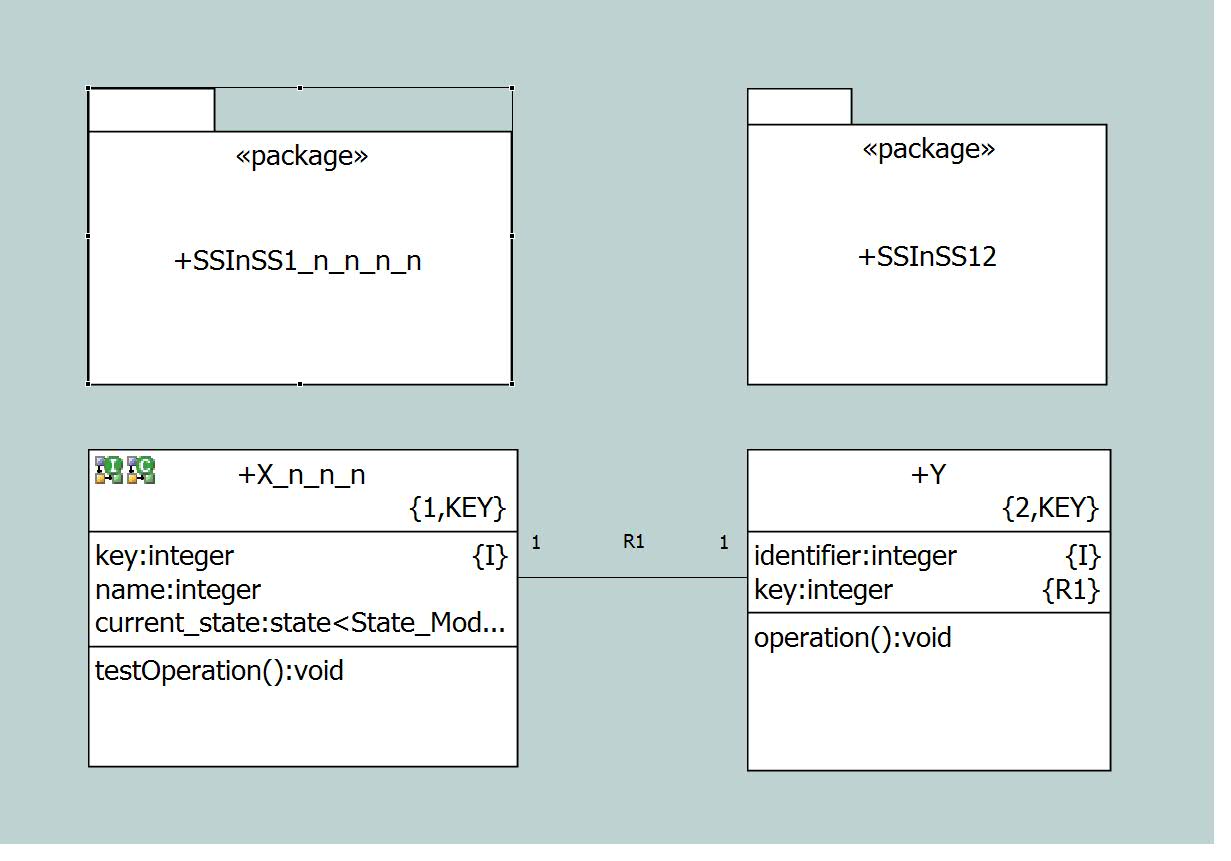 «package»
+SSInSS1_n_n_n_n
«package»
+SSInSS12
I C
+X_n_n_n
{1,KEY}
key:integer {I}
name:integer
current_state:state<State_Mod...
testOperation():void
1 R1 1
+Y
{2,KEY}
identifier:integer {I}
key:integer {R1}
operation():void